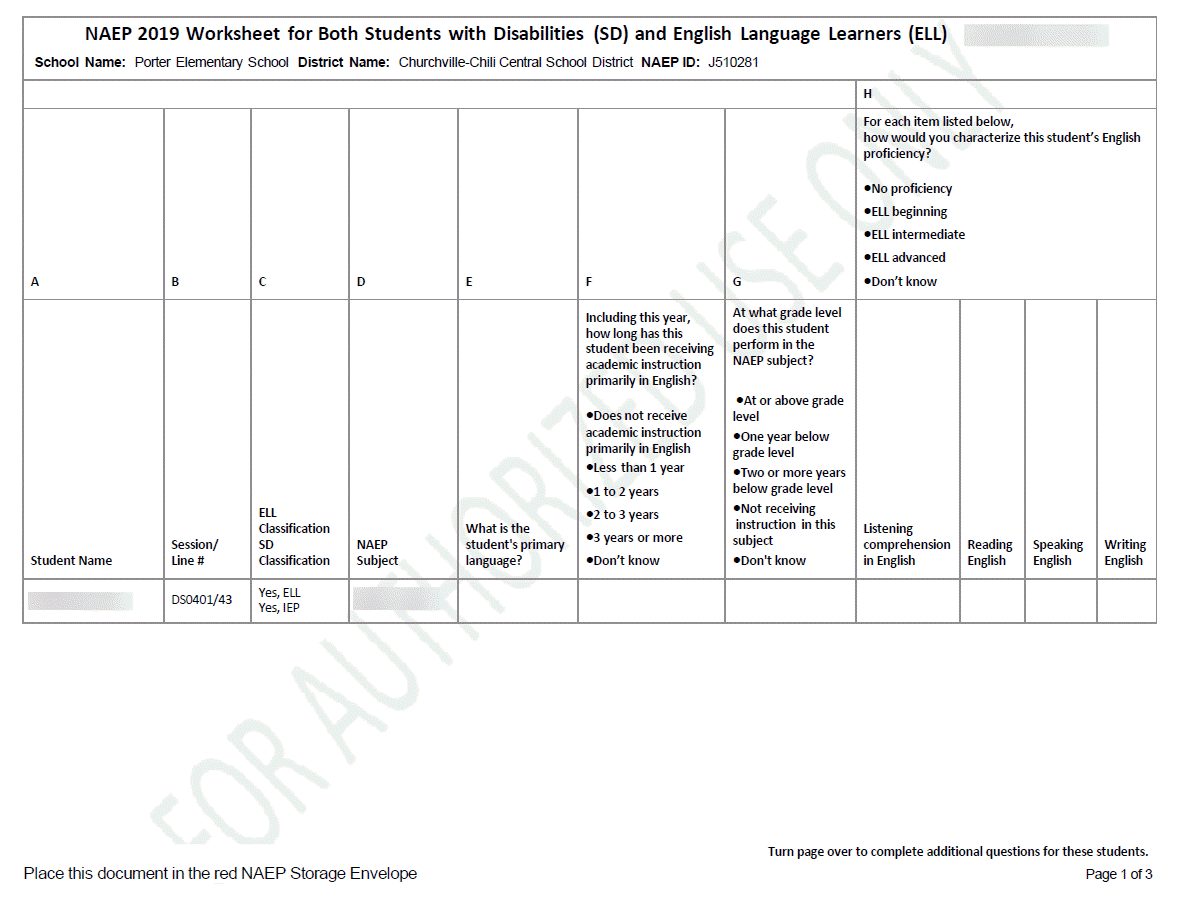 NAEP 2019 Worksheet for Both Students with Disabilities (SD) and English Language Learners (ELL)
School Name: Porter Elementary School District Name: Churchville-Chili Central School District NAEP ID: J510281
H
For each item listed below,
how would you characterize this student's English
proficiency?
●No proficiency
●ELL beginning
●ELL intermediate
●ELL advanced
●Don't know
A
B
C
D
E
F
G
Student Name
Session/
Line #
ELL
Classification
SD
Classification
NAEP
Subject
What is the
student's primary
language?
Including this year,
how long has this
student been receiving
academic instruction
primarily in English?
●Does not receive
academic instruction
primarily in English
●Less than 1 year
●1 to 2 years
●2 to 3 years
●3 years or more
●Don't know
At what grade level
does this student
perform in the
NAEP subject?
●At or above grade
level
●One year below
grade level
●Two or more years
below grade level
●Not receiving
instruction in this
subject
●Don't know
Listening
comprehension
in English
Reading
English
Speaking
English
Writing
English
DS0401/43
Yes, ELL
Yes, IEP
FOR AUTHORIZED USE ONLY
Turn page over to complete additional questions for these students.
Place this document in the red NAEP Storage Envelope
Page 1 of 3